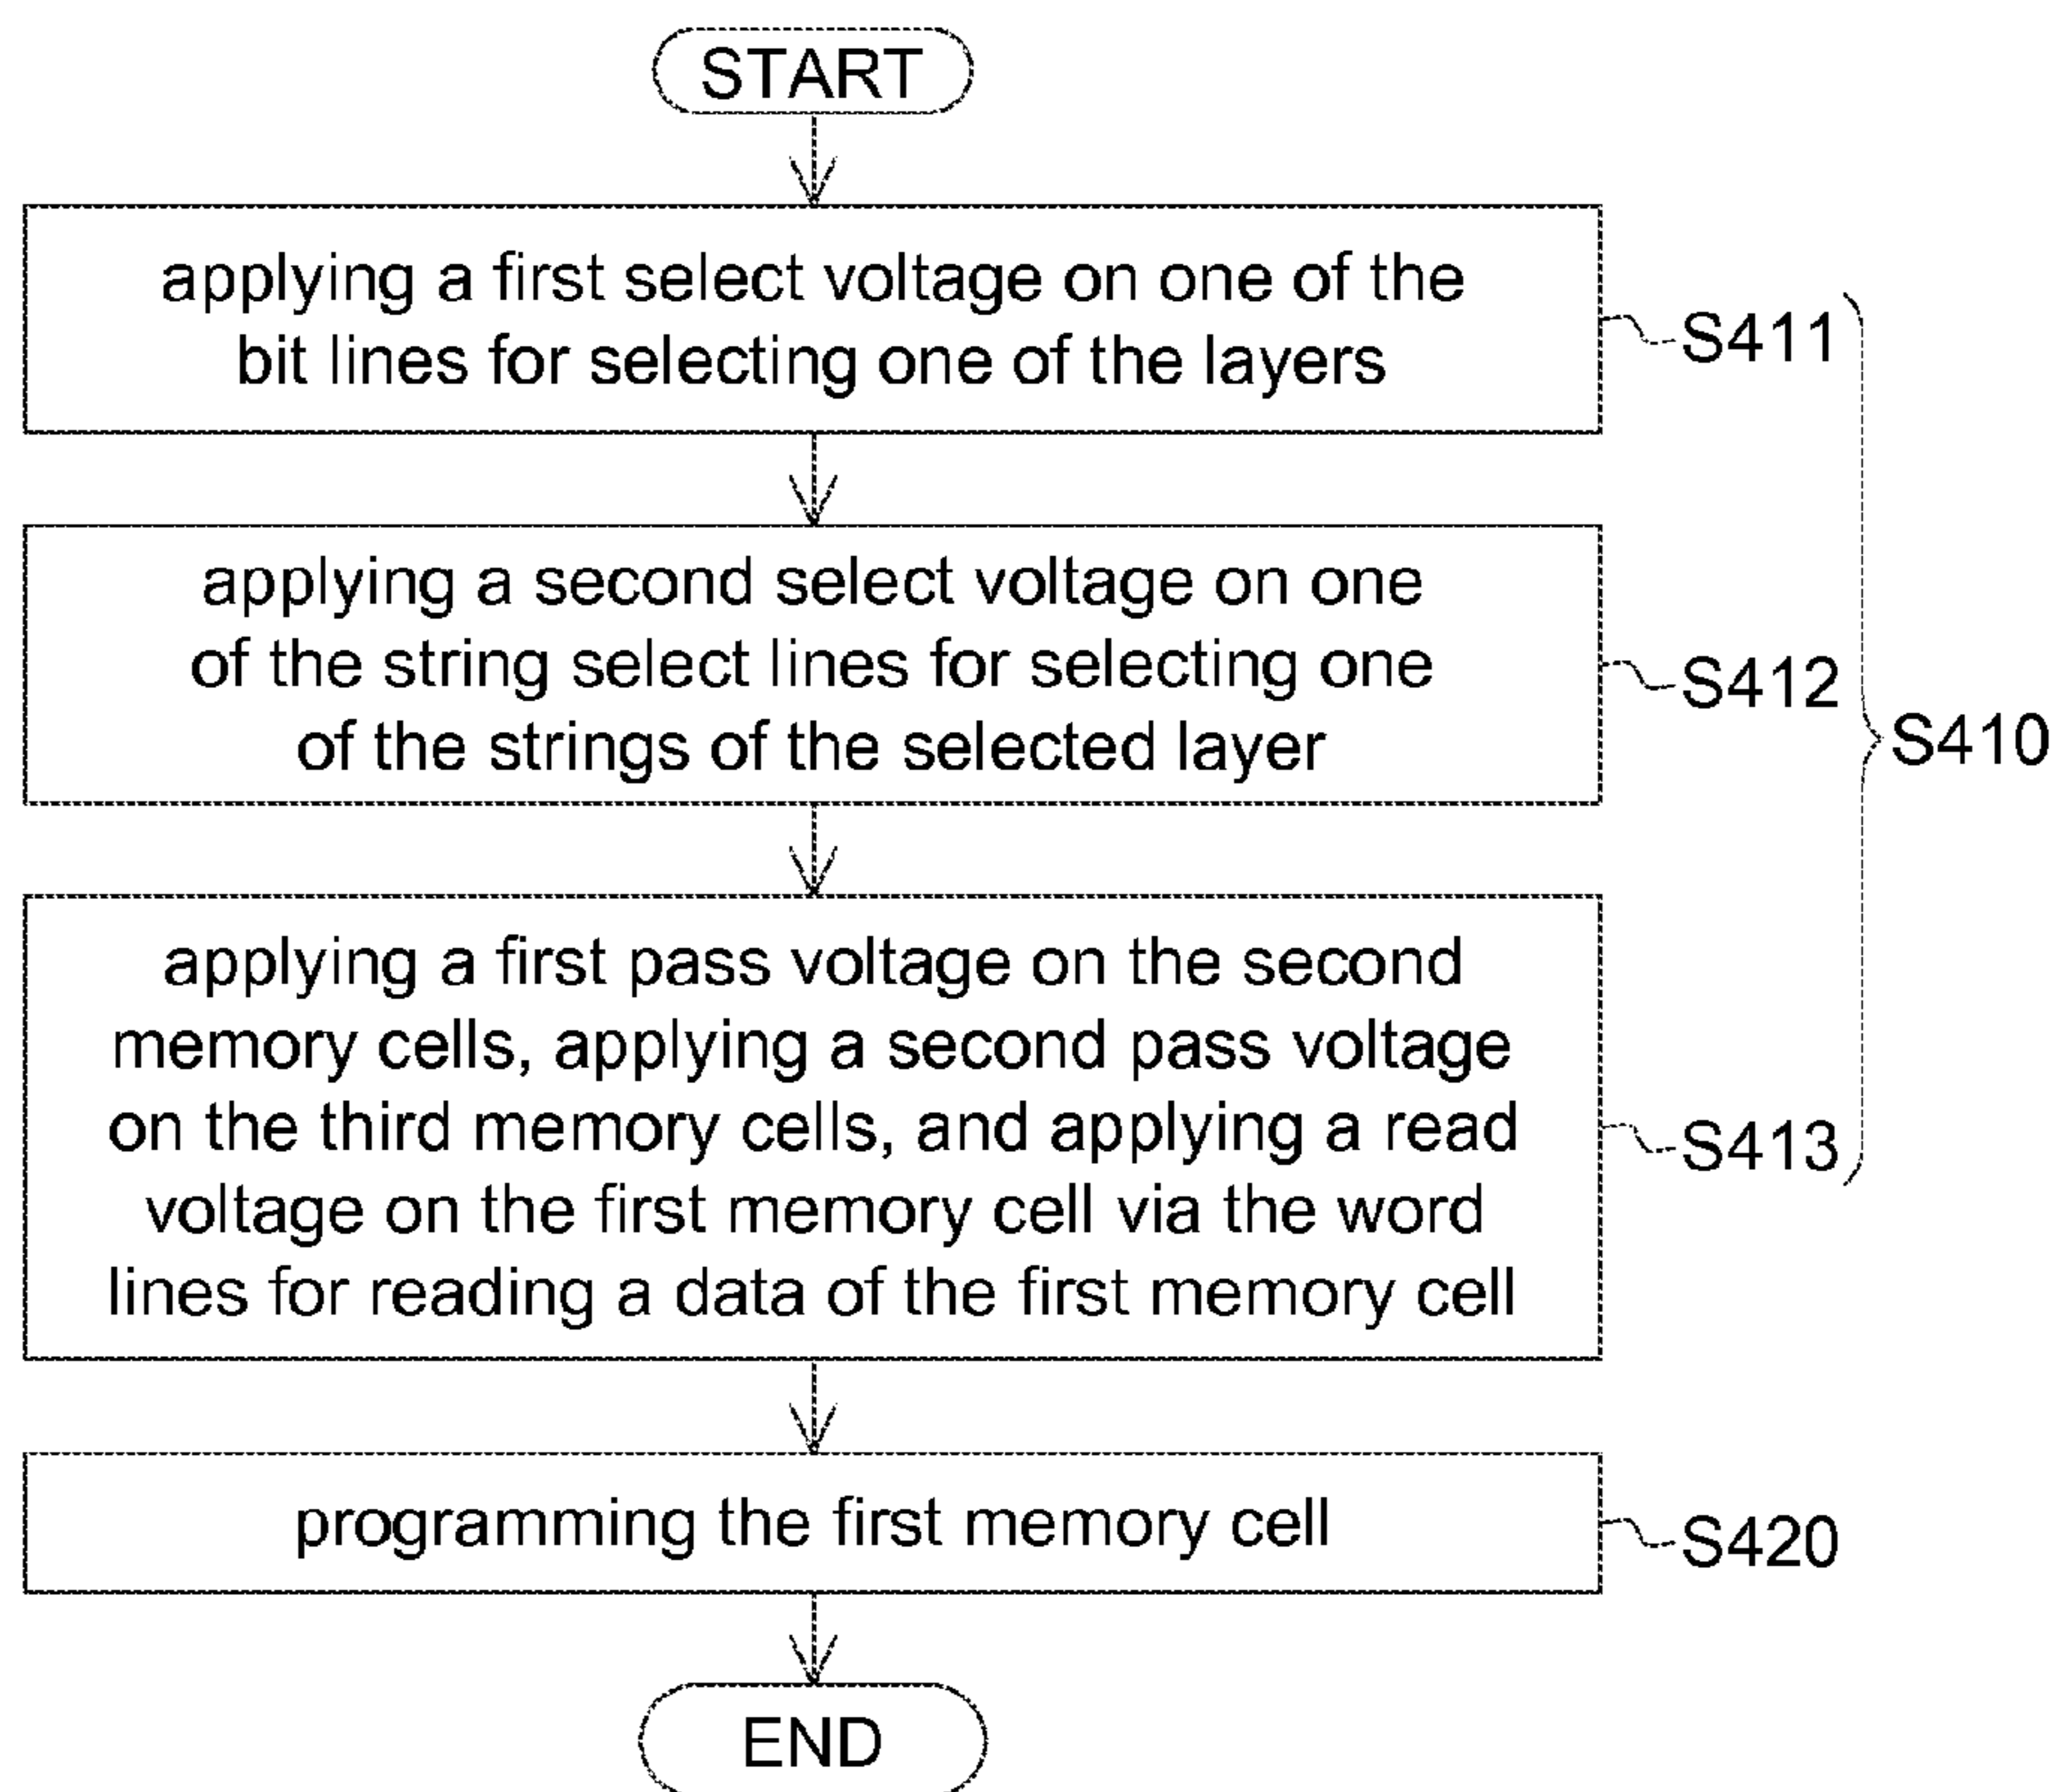 START
applying a first select voltage on one of the
bit lines for selecting one of the layers
S411
applying a second select voltage on one
of the string select lines for selecting one
of the strings of the selected layer
S412
S410
applying a first pass voltage on the second
memory cells, applying a second pass voltage
on the third memory cells, and applying a read
voltage on the first memory cell via the word
lines for reading a data of the first memory cell
S413
programming the first memory cell
S420
END